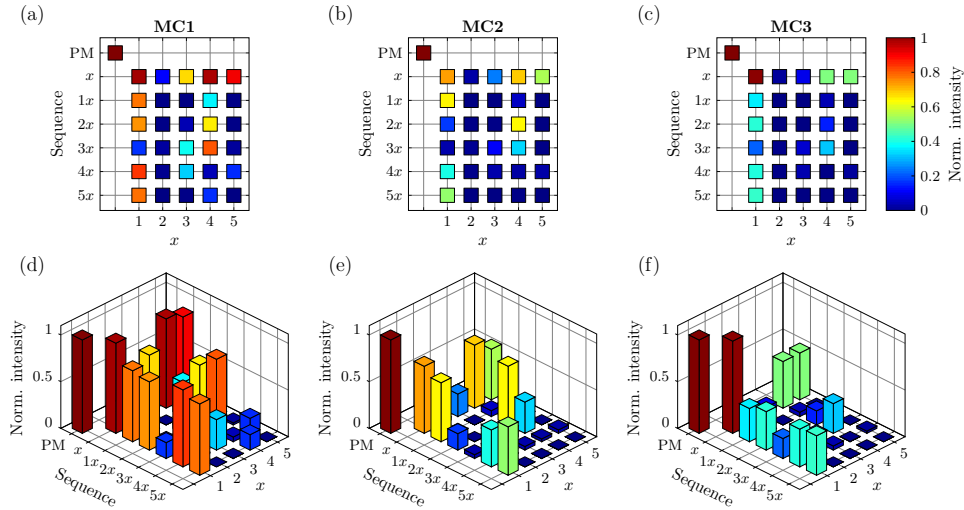 (a)
MC1
(b)
MC2
(c)
MC3
PM
x
1x
2x
3x
4x
5x
Sequence
1 2 3 4 5
x
PM
x
1x
2x
3x
4x
5x
Sequence
1 2 3 4 5
x
PM
x
1x
2x
3x
4x
5x
Sequence
1 2 3 4 5
x
1
0.8
0.6
0.4
0.2
0
Norm. intensity
(d)
(e)
(f)
1
0.5
0
Norm. intensity
PM x 1x 2x 3x 4x 5x
Sequence
1 2 3 4 5
x
1
0.5
0
Norm. intensity
PM x 1x 2x 3x 4x 5x
Sequence
1 2 3 4 5
x
1
0.5
0
Norm. intensity
PM x 1x 2x 3x 4x 5x
Sequence
1 2 3 4 5
x